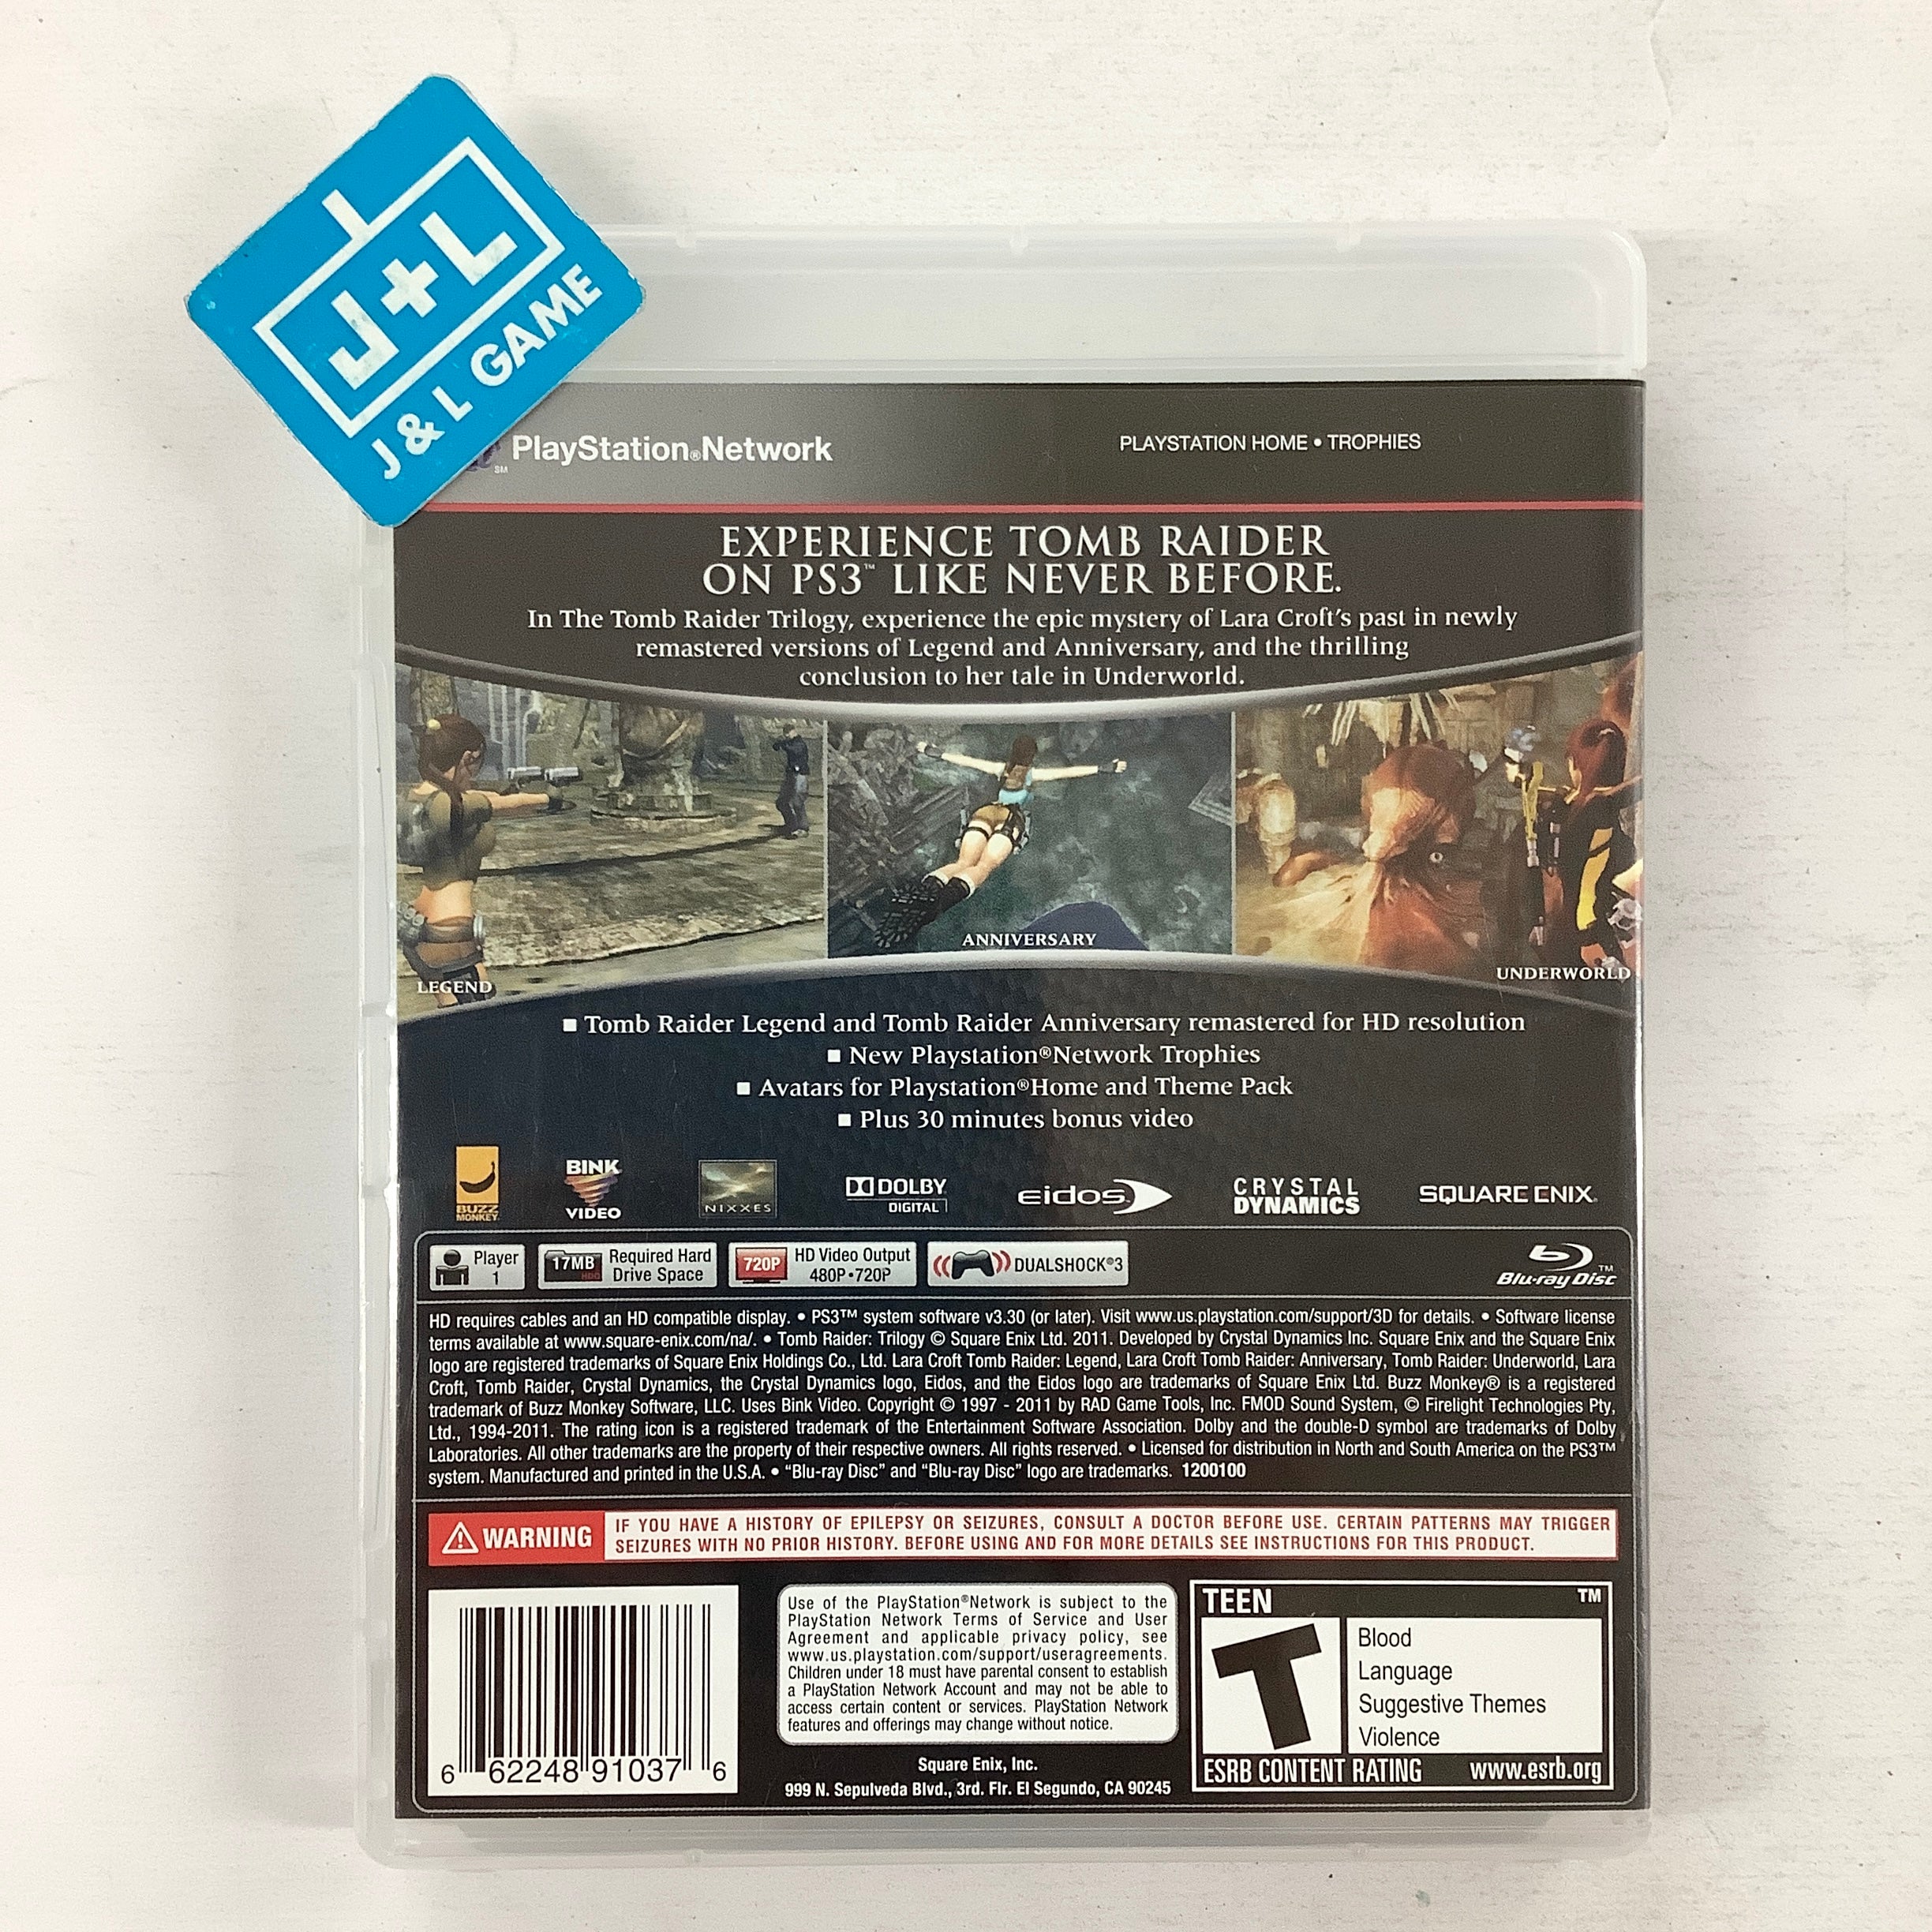 J+L
J & L GAME
PlayStation®Network
SM
PLAYSTATION HOME • TROPHIES
EXPERIENCE TOMB RAIDER
ON PS3™ LIKE NEVER BEFORE.
In The Tomb Raider Trilogy, experience the epic mystery of Lara Croft's past in newly
remastered versions of Legend and Anniversary, and the thrilling
conclusion to her tale in Underworld.
LEGEND
ANNIVERSARY
UNDERWORLD
■ Tomb Raider Legend and Tomb Raider Anniversary remastered for HD resolution
■ New Playstation®Network Trophies
■ Avatars for Playstation®Home and Theme Pack
■ Plus 30 minutes bonus video
BUZZ
MONKEY
BINK
VIDEO
NIXXES
DOLBY
DIGITAL
eidos
CRYSTAL
DYNAMICS
SQUARE ENIX
Player
1
17MB
HDD
Required Hard
Drive Space
720P
HD Video Output
480P•720P
DUALSHOCK®3
Blu-ray Disc™
HD requires cables and an HD compatible display. • PS3™ system software v3.30 (or later). Visit www.us.playstation.com/support/3D for details. • Software license
terms available at www.square-enix.com/na/. • Tomb Raider: Trilogy © Square Enix Ltd. 2011. Developed by Crystal Dynamics Inc. Square Enix and the Square Enix
logo are registered trademarks of Square Enix Holdings Co., Ltd. Lara Croft Tomb Raider: Legend, Lara Croft Tomb Raider: Anniversary, Tomb Raider: Underworld, Lara
Croft, Tomb Raider, Crystal Dynamics, the Crystal Dynamics logo, Eidos, and the Eidos logo are trademarks of Square Enix Ltd. Buzz Monkey® is a registered
trademark of Buzz Monkey Software, LLC. Uses Bink Video. Copyright © 1997 - 2011 by RAD Game Tools, Inc. FMOD Sound System, © Firelight Technologies Pty,
Ltd., 1994-2011. The rating icon is a registered trademark of the Entertainment Software Association. Dolby and the double-D symbol are trademarks of Dolby
Laboratories. All other trademarks are the property of their respective owners. All rights reserved. • Licensed for distribution in North and South America on the PS3™
system. Manufactured and printed in the U.S.A. • “Blu-ray Disc” and “Blu-ray Disc” logo are trademarks. 1200100
WARNING
IF YOU HAVE A HISTORY OF EPILEPSY OR SEIZURES, CONSULT A DOCTOR BEFORE USE. CERTAIN PATTERNS MAY TRIGGER
SEIZURES WITH NO PRIOR HISTORY. BEFORE USING AND FOR MORE DETAILS SEE INSTRUCTIONS FOR THIS PRODUCT.
6 62248 91037 6
Use of the PlayStation®Network is subject to the
PlayStation Network Terms of Service and User
Agreement and applicable privacy policy, see
www.us.playstation.com/support/useragreements.
Children under 18 must have parental consent to establish
a PlayStation Network Account and may not be able to
access certain content or services. PlayStation Network
features and offerings may change without notice.
Square Enix, Inc.
999 N. Sepulveda Blvd., 3rd. Flr. El Segundo, CA 90245
TEEN ™
T
Blood
Language
Suggestive Themes
Violence
ESRB CONTENT RATING www.esrb.org